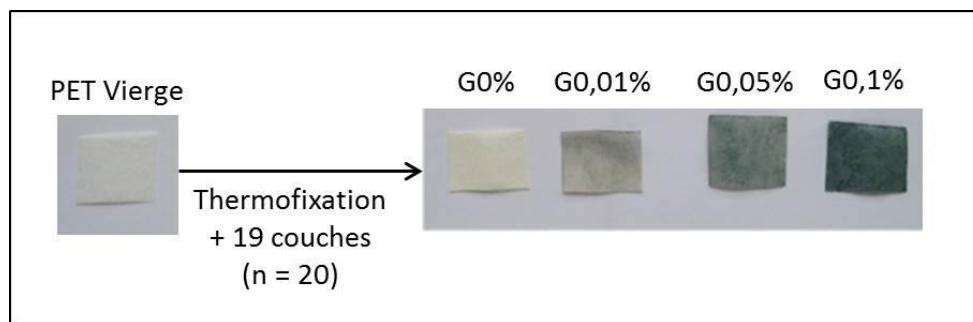 PET Vierge
G0% G0,01% G0,05% G0,1%
Thermofixation
+ 19 couches
(n = 20)